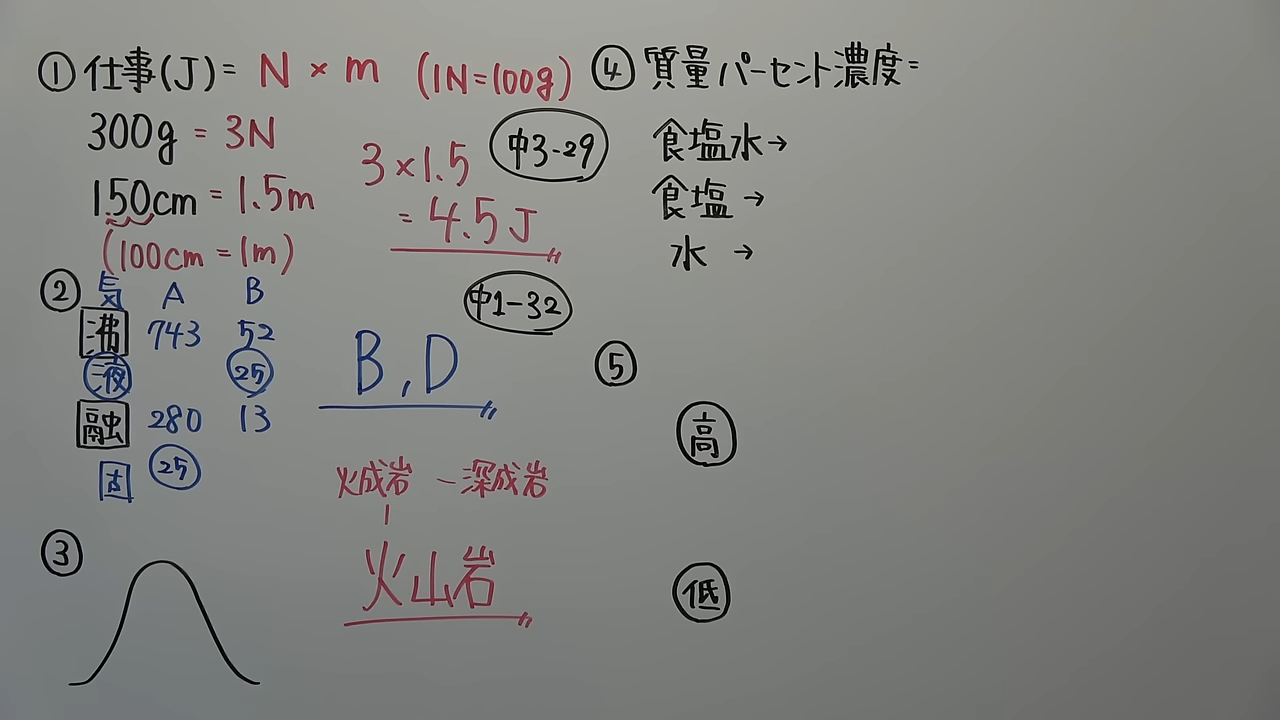 ① 仕事(J)= N × m (1N=100g)
300g = 3N
150cm = 1.5m
(100cm = 1m)
3×1.5
= 4.5J
中3-29
② 気 A B
沸 743 52
液 25
融 280 13
固 25
B, D
中1-32
③
火成岩 - 深成岩
火山岩
④ 質量パーセント濃度=
食塩水→
食塩 →
水 →
⑤
高
低